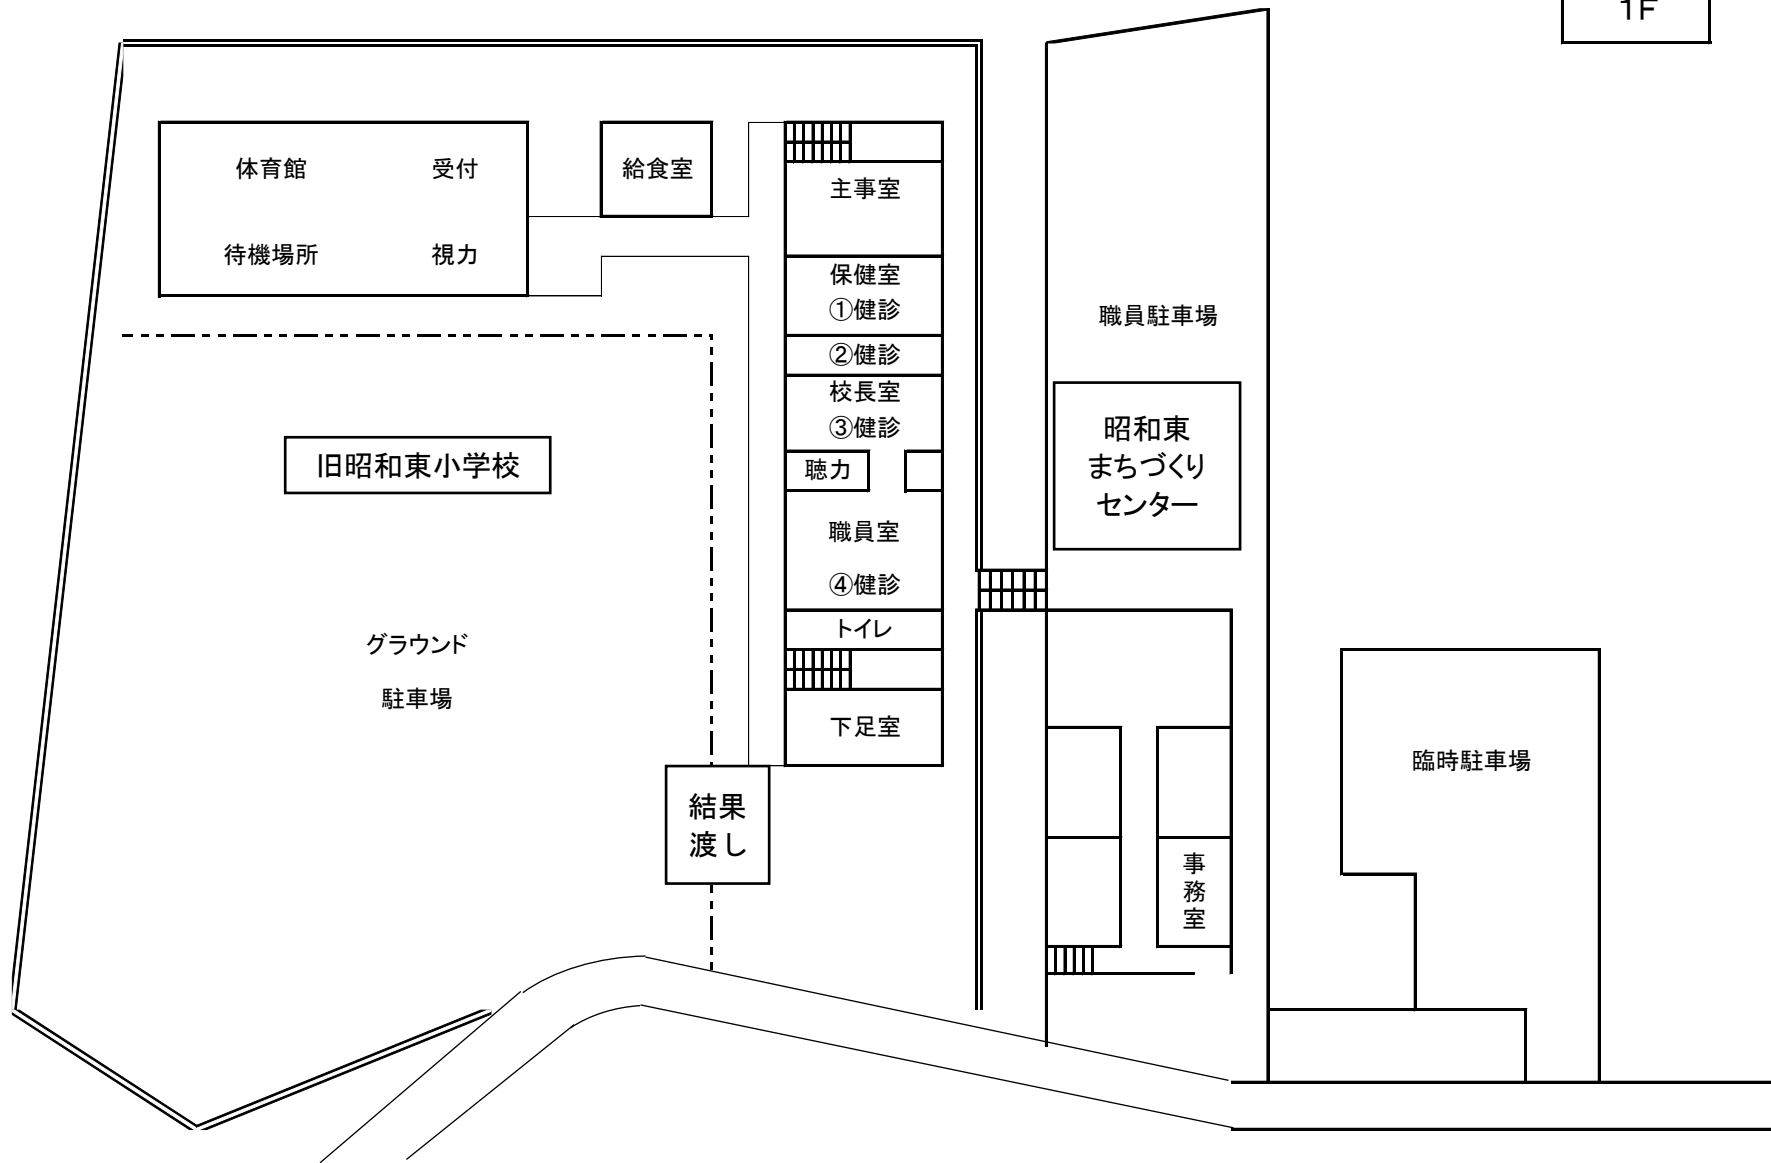 1F
体育館
受付
待機場所
視力
給食室
主事室
保健室
①健診
②健診
校長室
③健診
聴力
職員室
④健診
トイレ
下足室
旧昭和東小学校
グラウンド
駐車場
結果
渡し
職員駐車場
昭和東
まちづくり
センター
事
務
室
臨時駐車場